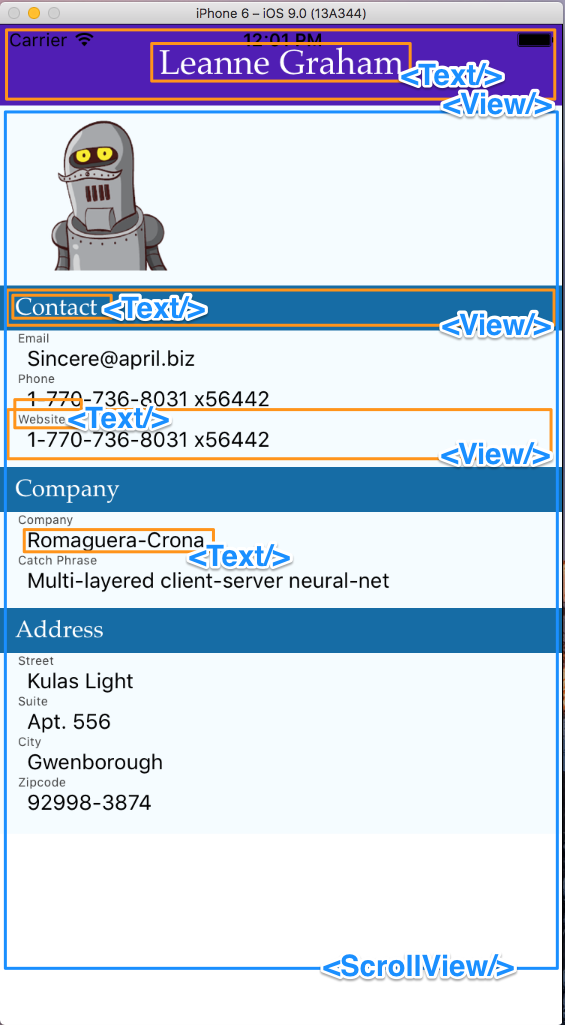 iPhone 6 – iOS 9.0 (13A344)
Carrier 12:01 PM
Leanne Graham
<Text/>
<View/>
Contact <Text/>
<View/>
Email
Sincere@april.biz
Phone
1-770-736-8031 x56442
Website <Text/>
1-770-736-8031 x56442
<View/>
Company
Company
Romaguera-Crona
<Text/>
Catch Phrase
Multi-layered client-server neural-net
Address
Street
Kulas Light
Suite
Apt. 556
City
Gwenborough
Zipcode
92998-3874
<ScrollView/>